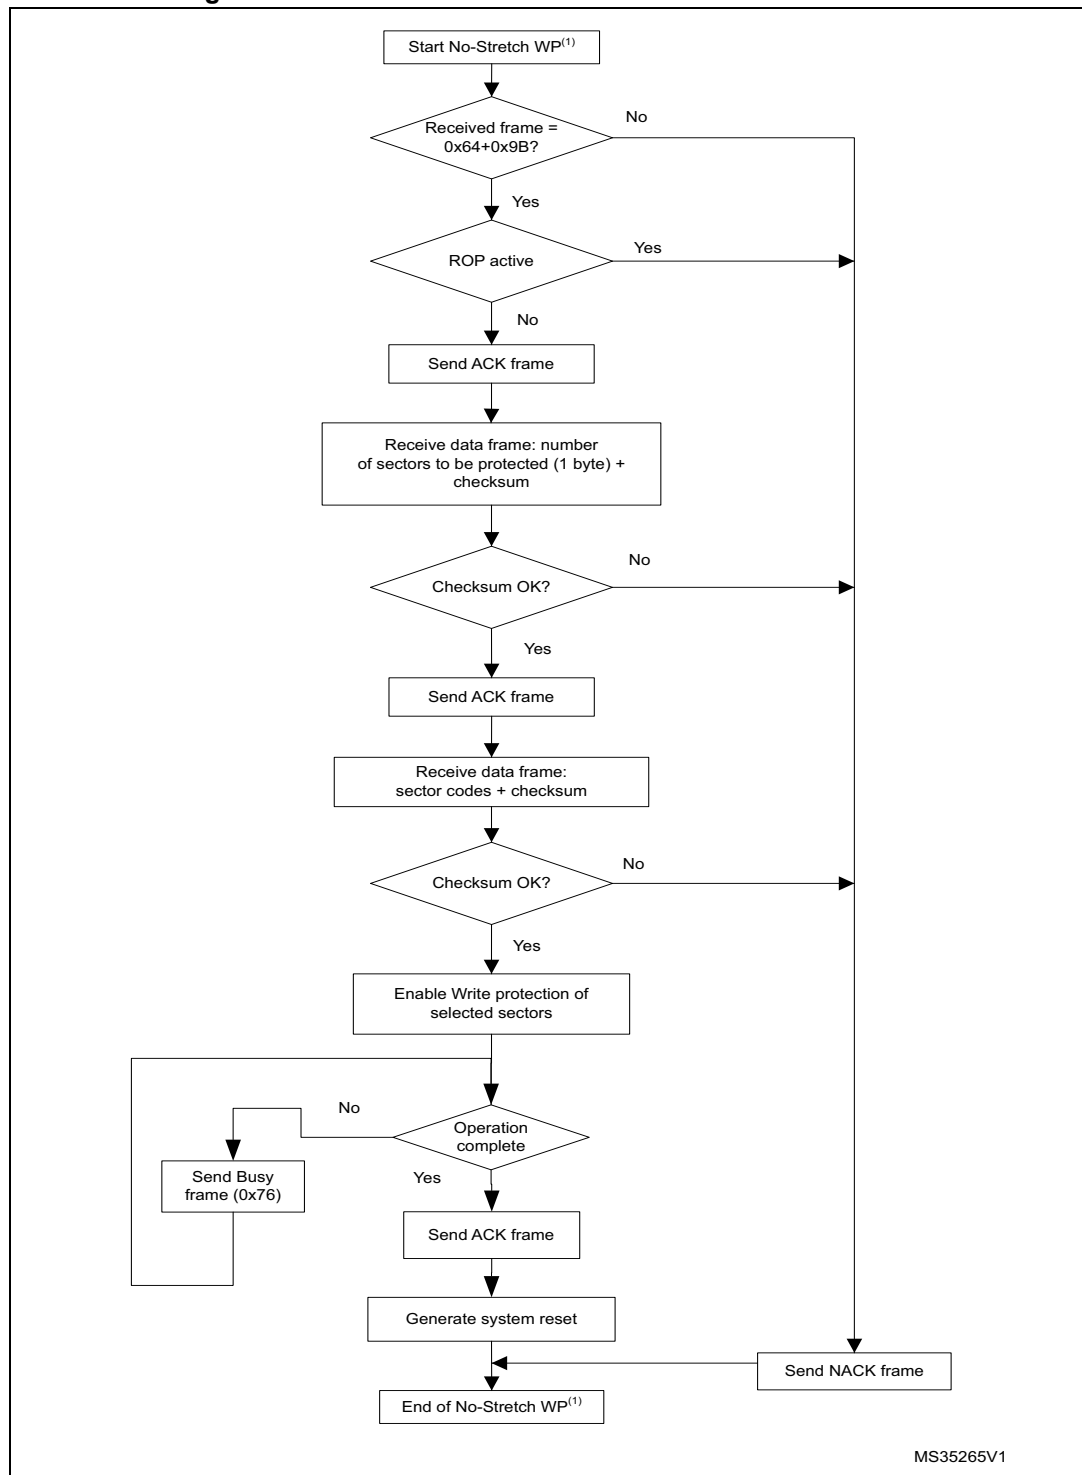 Start No-Stretch WP(1)
Received frame =
0x64+0x9B?
No
Yes
ROP active
Yes
No
Send ACK frame
Receive data frame: number
of sectors to be protected (1 byte) +
checksum
Checksum OK?
No
Yes
Send ACK frame
Receive data frame:
sector codes + checksum
Checksum OK?
No
Yes
Enable Write protection of
selected sectors
No
Operation
complete
Send Busy
frame (0x76)
Yes
Send ACK frame
Generate system reset
Send NACK frame
End of No-Stretch WP(1)
MS35265V1